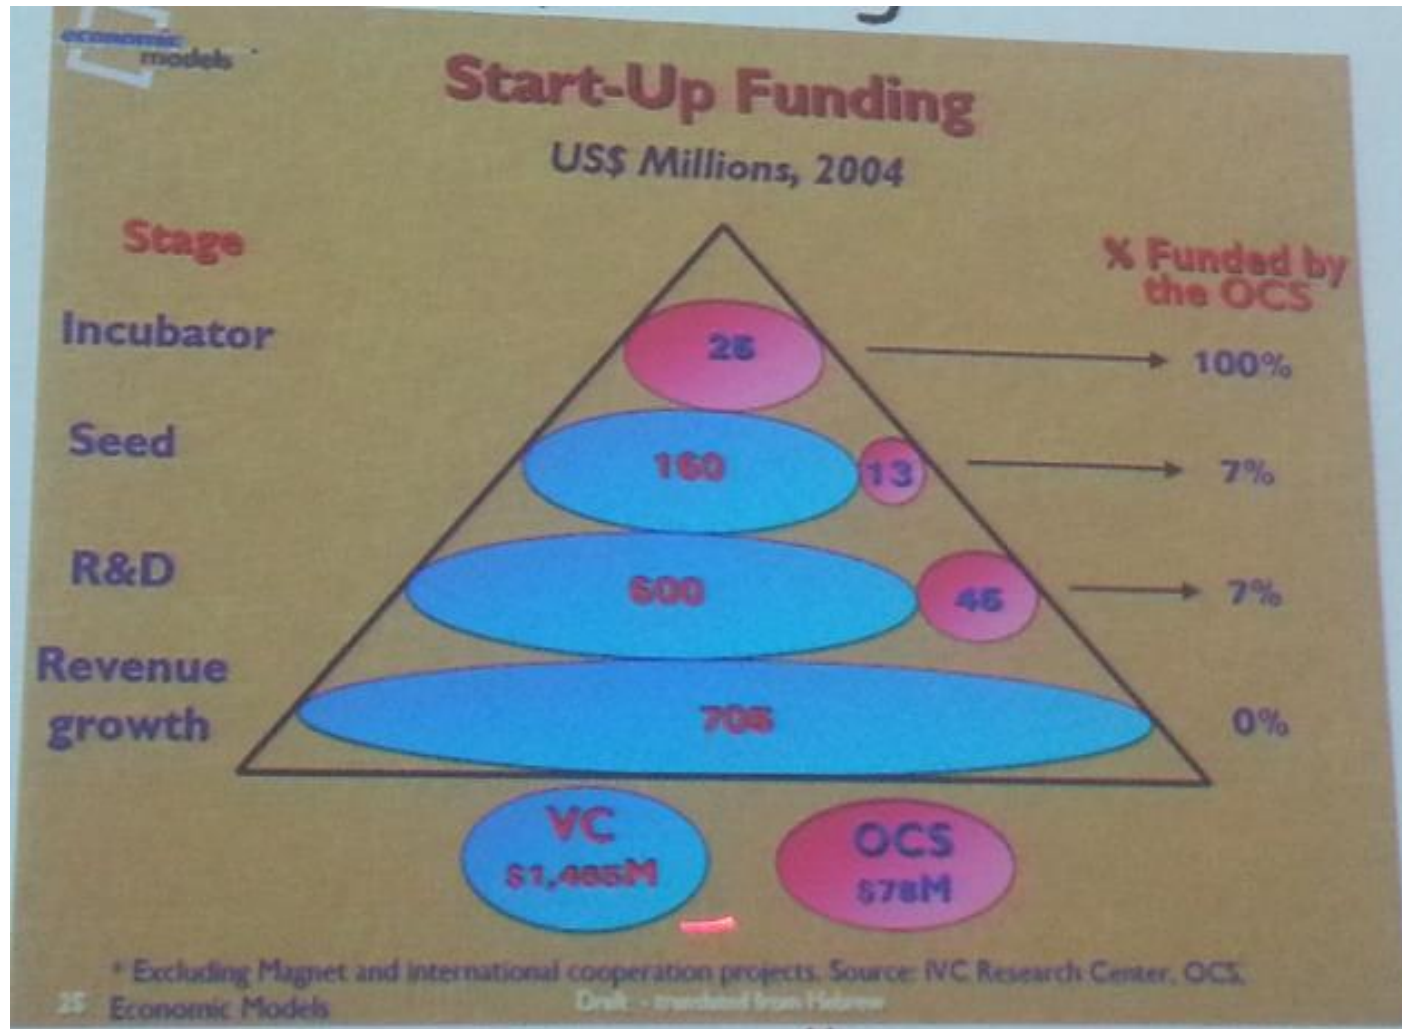 economic
models
Start-Up Funding
US$ Millions, 2004
Stage
% Funded by
the OCS
Incubator
25
100%
Seed
160
13
7%
R&D
600
45
7%
Revenue
growth
705
0%
VC
$1,465M
OCS
$78M
* Excluding Magnet and international cooperation projects. Source: IVC Research Center, OCS,
Economic Models
25
Draft - translated from Hebrew